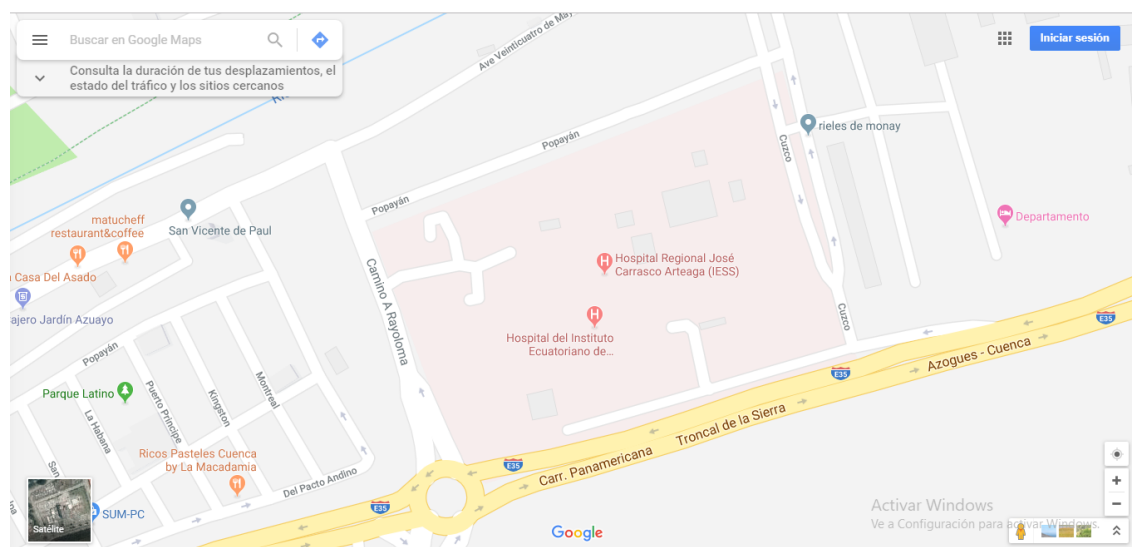 Buscar en Google Maps
Iniciar sesión
Consulta la duración de tus desplazamientos, el
estado del tráfico y los sitios cercanos
Ave Veinticuatro de May
Popayán
Cuzco
rieles de monay
Popayán
matucheff
restaurant&coffee
San Vicente de Paul
Departamento
Casa Del Asado
Hospital Regional José
Carrasco Arteaga (IESS)
Camino A Rayoloma
ajero Jardín Azuayo
Cuzco
E35
Hospital del Instituto
Ecuatoriano de...
Popayán
Azogues - Cuenca
E35
Parque Latino
Puerto Principe
Kingston
Montreal
La Habana
Troncal de la Sierra
Ricos Pasteles Cuenca
by La Macadamia
San
E35
Carr. Panamericana
Del Pacto Andino
E35
SUM-PC
Satélite
Google
Activar Windows
Ve a Configuración para activar Windows.